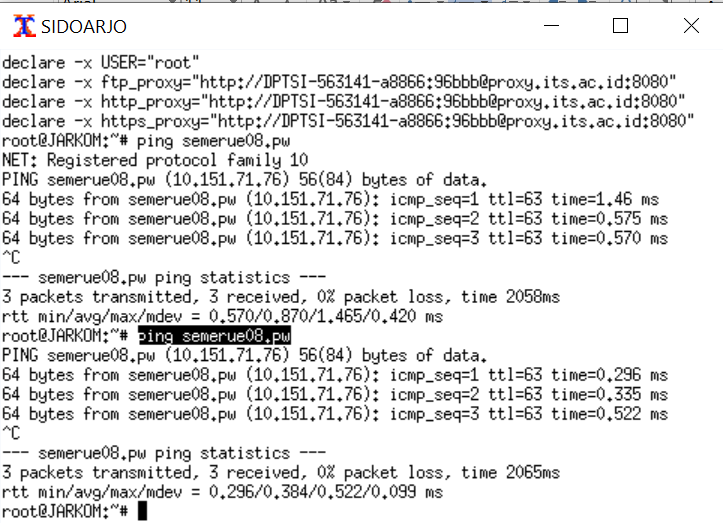 SIDOARJO
declare -x USER="root"
declare -x ftp_proxy="http://DPTSI-563141-a8866:96bbb@proxy.its.ac.id:8080"
declare -x http_proxy="http://DPTSI-563141-a8866:96bbb@proxy.its.ac.id:8080"
declare -x https_proxy="http://DPTSI-563141-a8866:96bbb@proxy.its.ac.id:8080"
root@JARKOM:~# ping semerue08.pw
NET: Registered protocol family 10
PING semerue08.pw (10.151.71.76) 56(84) bytes of data.
64 bytes from semerue08.pw (10.151.71.76): icmp_seq=1 ttl=63 time=1.46 ms
64 bytes from semerue08.pw (10.151.71.76): icmp_seq=2 ttl=63 time=0.575 ms
64 bytes from semerue08.pw (10.151.71.76): icmp_seq=3 ttl=63 time=0.570 ms
^C
--- semerue08.pw ping statistics ---
3 packets transmitted, 3 received, 0% packet loss, time 2058ms
rtt min/avg/max/mdev = 0.570/0.870/1.465/0.420 ms
root@JARKOM:~# ping semerue08.pw
PING semerue08.pw (10.151.71.76) 56(84) bytes of data.
64 bytes from semerue08.pw (10.151.71.76): icmp_seq=1 ttl=63 time=0.296 ms
64 bytes from semerue08.pw (10.151.71.76): icmp_seq=2 ttl=63 time=0.335 ms
64 bytes from semerue08.pw (10.151.71.76): icmp_seq=3 ttl=63 time=0.522 ms
^C
--- semerue08.pw ping statistics ---
3 packets transmitted, 3 received, 0% packet loss, time 2065ms
rtt min/avg/max/mdev = 0.296/0.384/0.522/0.099 ms
root@JARKOM:~#